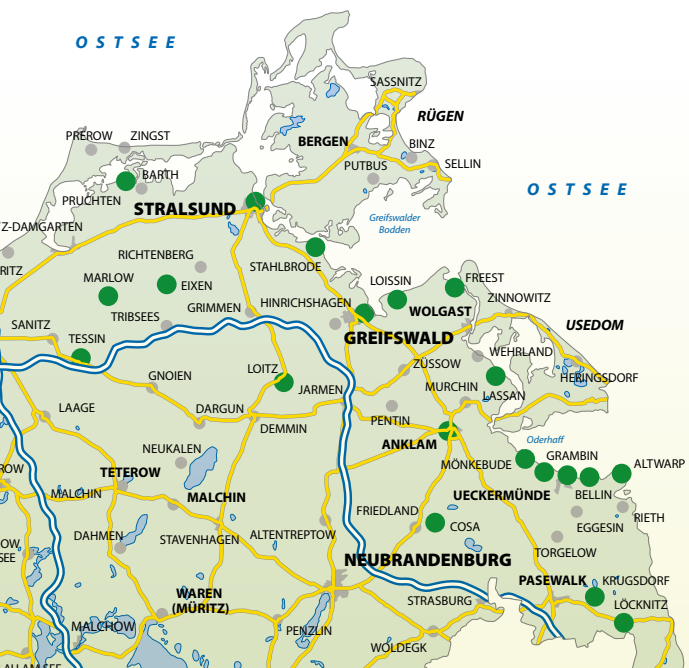 OSTSEE
SASSNITZ
RÜGEN
PREROW
ZINGST
BERGEN
BINZ
PUTBUS
SELLIN
BARTH
OSTSEE
PRUCHTEN
STRALSUND
Greifswalder
Bodden
Z-DAMGARTEN
RICHTENBERG
STAHLBRODE
RITZ
MARLOW
EIXEN
LOISSIN
FREEST
ZINNOWITZ
TRIBSEES
GRIMMEN
HINRICHSHAGEN
WOLGAST
SANITZ
USEDOM
TESSIN
GREIFSWALD
WEHRLAND
GNOIEN
LOITZ
ZÜSSOW
HERINGSDORF
JARMEN
MURCHIN
LASSAN
LAAGE
DARGUN
DEMMIN
PENTIN
NEUKALEN
ANKLAM
Oderhaff
ROW
TETEROW
MÖNKEBUDE
GRAMBIN
ALTWARP
MALCHIN
MALCHIN
UECKERMÜNDE
BELLIN
FRIEDLAND
RIETH
DAHMEN
STAVENHAGEN
ALTENTREPTOW
COSA
EGGESIN
OW
SEE
TORGELOW
NEUBRANDENBURG
PASEWALK
KRUGSDORF
WAREN
(MÜRITZ)
STRASBURG
LÖCKNITZ
MALCHOW
PENZLIN
WOLDEGK